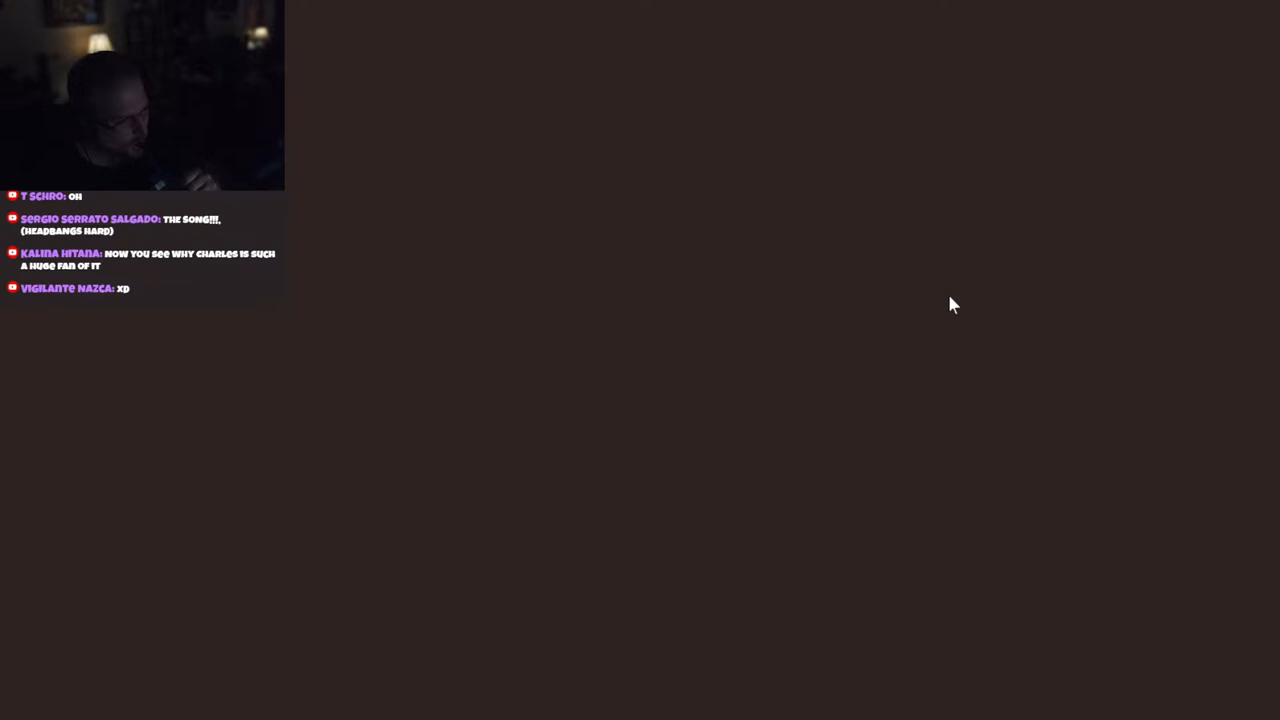 T SCHRO: OH
SERGIO SERRATO SALGADO: THE SONG!!!,
(HEADBANGS HARD)
KALINA HITANA: NOW YOU SEE WHY CHARLES IS SUCH
A HUGE FAN OF IT
VIGILANTE NAZCA: XD